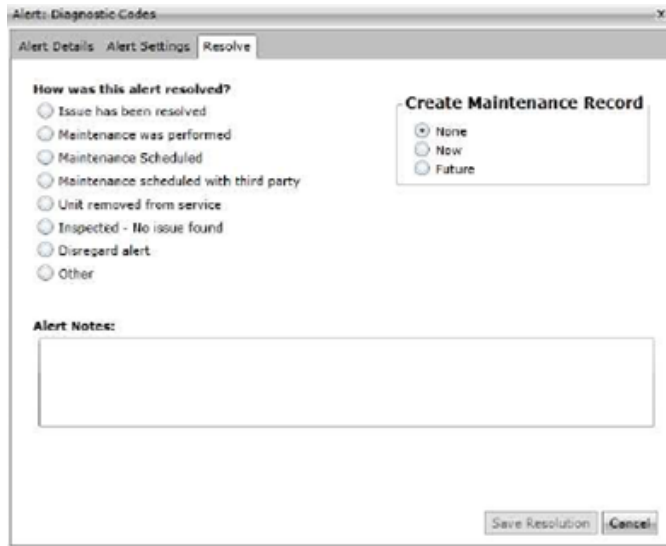 Alert: Diagnostic Codes x
Alert Details Alert Settings Resolve
How was this alert resolved?
Issue has been resolved
Maintenance was performed
Maintenance Scheduled
Maintenance scheduled with third party
Unit removed from service
Inspected - No issue found
Disregard alert
Other
Create Maintenance Record
None
Now
Future
Alert Notes:
Save Resolution Cancel